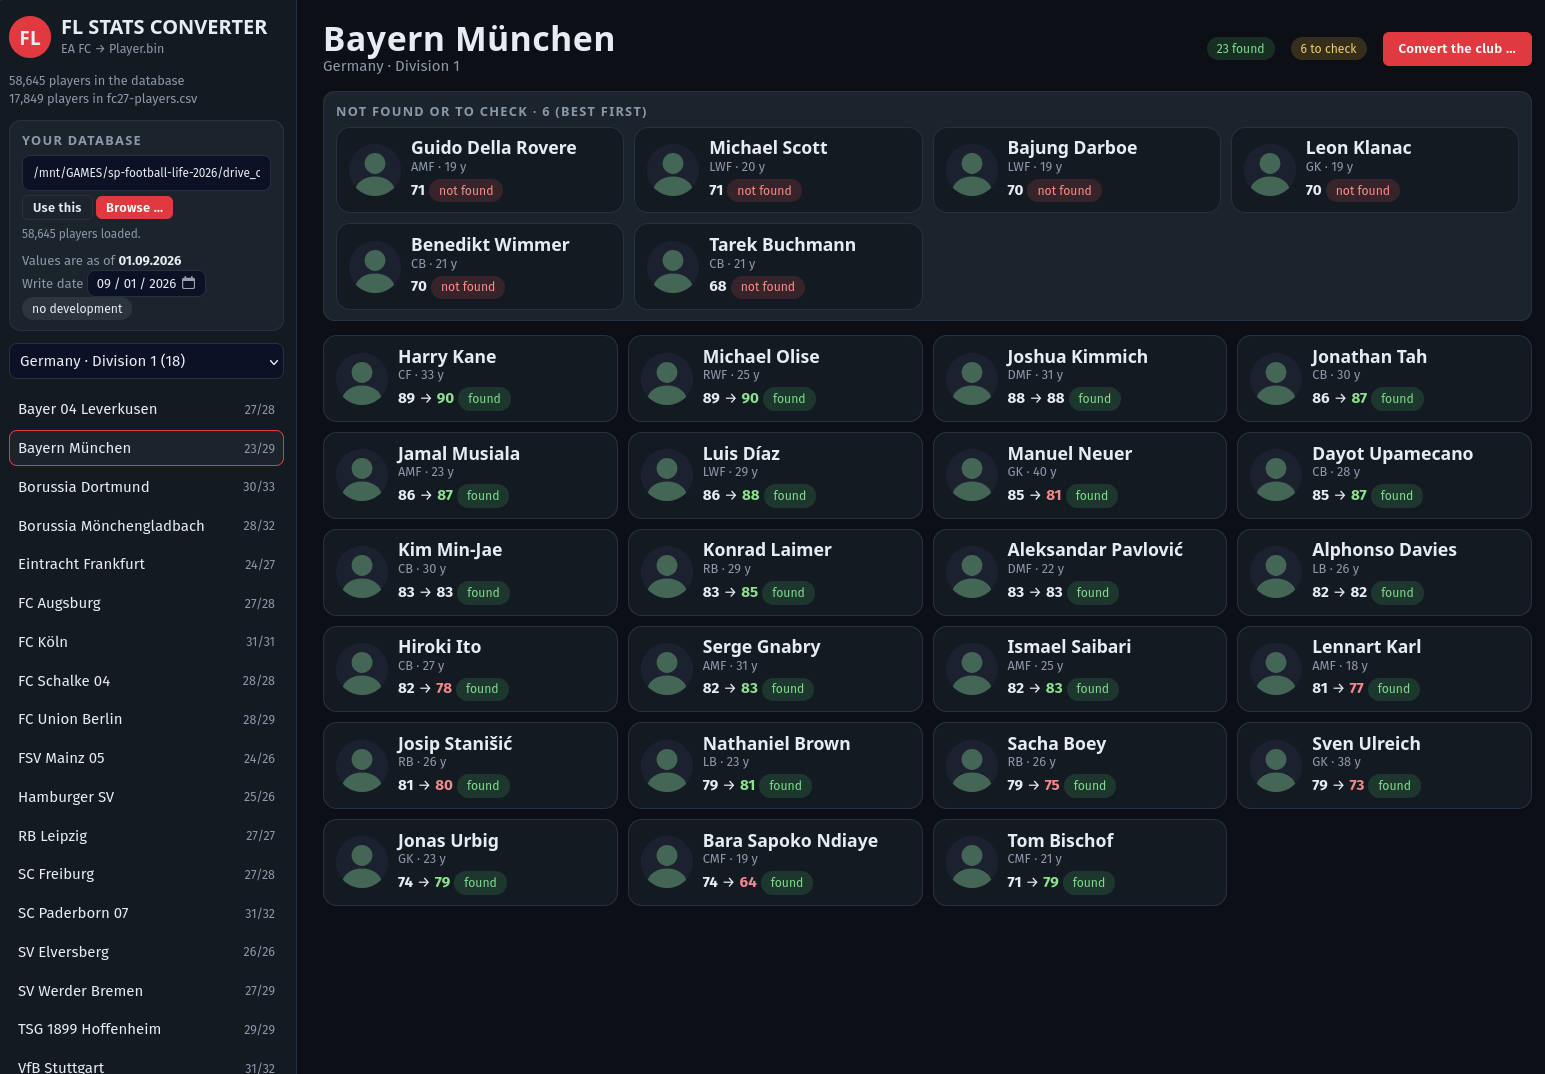 FL
FL STATS CONVERTER
EA FC → Player.bin
58,645 players in the database
17,849 players in fc27-players.csv
YOUR DATABASE
/mnt/GAMES/sp-football-life-2026/drive_c
Use this
Browse ...
58,645 players loaded.
Values are as of 01.09.2026
Write date 09 / 01 / 2026
no development
Germany · Division 1 (18)
Bayer 04 Leverkusen 27/28
Bayern München 23/29
Borussia Dortmund 30/33
Borussia Mönchengladbach 28/32
Eintracht Frankfurt 24/27
FC Augsburg 27/28
FC Köln 31/31
FC Schalke 04 28/28
FC Union Berlin 28/29
FSV Mainz 05 24/26
Hamburger SV 25/26
RB Leipzig 27/27
SC Freiburg 27/28
SC Paderborn 07 31/32
SV Elversberg 26/26
SV Werder Bremen 27/29
TSG 1899 Hoffenheim 29/29
VfB Stuttgart 31/32
Bayern München
Germany · Division 1
23 found
6 to check
Convert the club ...
NOT FOUND OR TO CHECK · 6 (BEST FIRST)
Guido Della Rovere
AMF · 19 y
71 not found
Michael Scott
LWF · 20 y
71 not found
Bajung Darboe
LWF · 19 y
70 not found
Leon Klanac
GK · 19 y
70 not found
Benedikt Wimmer
CB · 21 y
70 not found
Tarek Buchmann
CB · 21 y
68 not found
Harry Kane
CF · 33 y
89 → 90 found
Michael Olise
RWF · 25 y
89 → 90 found
Joshua Kimmich
DMF · 31 y
88 → 88 found
Jonathan Tah
CB · 30 y
86 → 87 found
Jamal Musiala
AMF · 23 y
86 → 87 found
Luis Díaz
LWF · 29 y
86 → 88 found
Manuel Neuer
GK · 40 y
85 → 81 found
Dayot Upamecano
CB · 28 y
85 → 87 found
Kim Min-Jae
CB · 30 y
83 → 83 found
Konrad Laimer
RB · 29 y
83 → 85 found
Aleksandar Pavlović
DMF · 22 y
83 → 83 found
Alphonso Davies
LB · 26 y
82 → 82 found
Hiroki Ito
CB · 27 y
82 → 78 found
Serge Gnabry
AMF · 31 y
82 → 83 found
Ismael Saibari
AMF · 25 y
82 → 83 found
Lennart Karl
AMF · 18 y
81 → 77 found
Josip Stanišić
RB · 26 y
81 → 80 found
Nathaniel Brown
LB · 23 y
79 → 81 found
Sacha Boey
RB · 26 y
79 → 75 found
Sven Ulreich
GK · 38 y
79 → 73 found
Jonas Urbig
GK · 23 y
74 → 79 found
Bara Sapoko Ndiaye
CMF · 19 y
74 → 64 found
Tom Bischof
CMF · 21 y
71 → 79 found